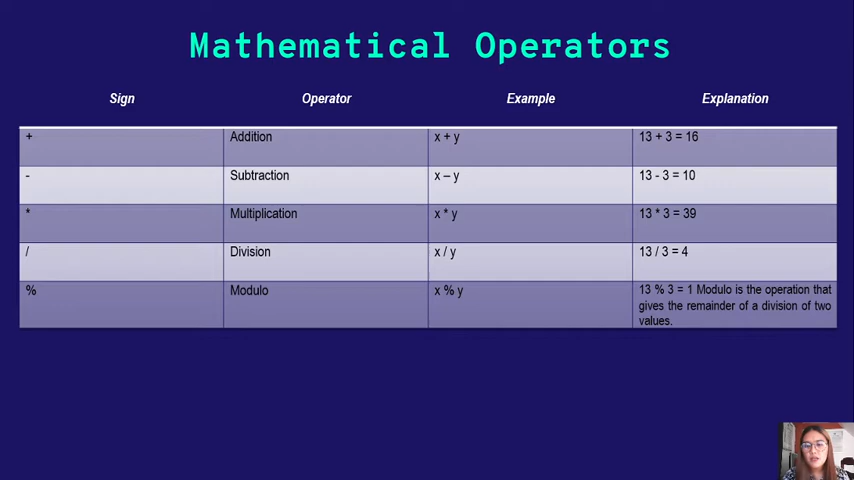 Mathematical Operators
Sign Operator Example Explanation
+ Addition x + y 13 + 3 = 16
- Subtraction x – y 13 - 3 = 10
* Multiplication x * y 13 * 3 = 39
/ Division x / y 13 / 3 = 4
% Modulo x % y 13 % 3 = 1 Modulo is the operation that
gives the remainder of a division of two
values.